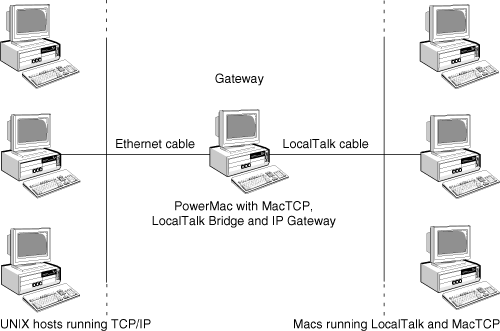 Gateway
Ethernet cable
LocalTalk cable
PowerMac with MacTCP,
LocalTalk Bridge and IP Gateway
UNIX hosts running TCP/IP
Macs running LocalTalk and MacTCP